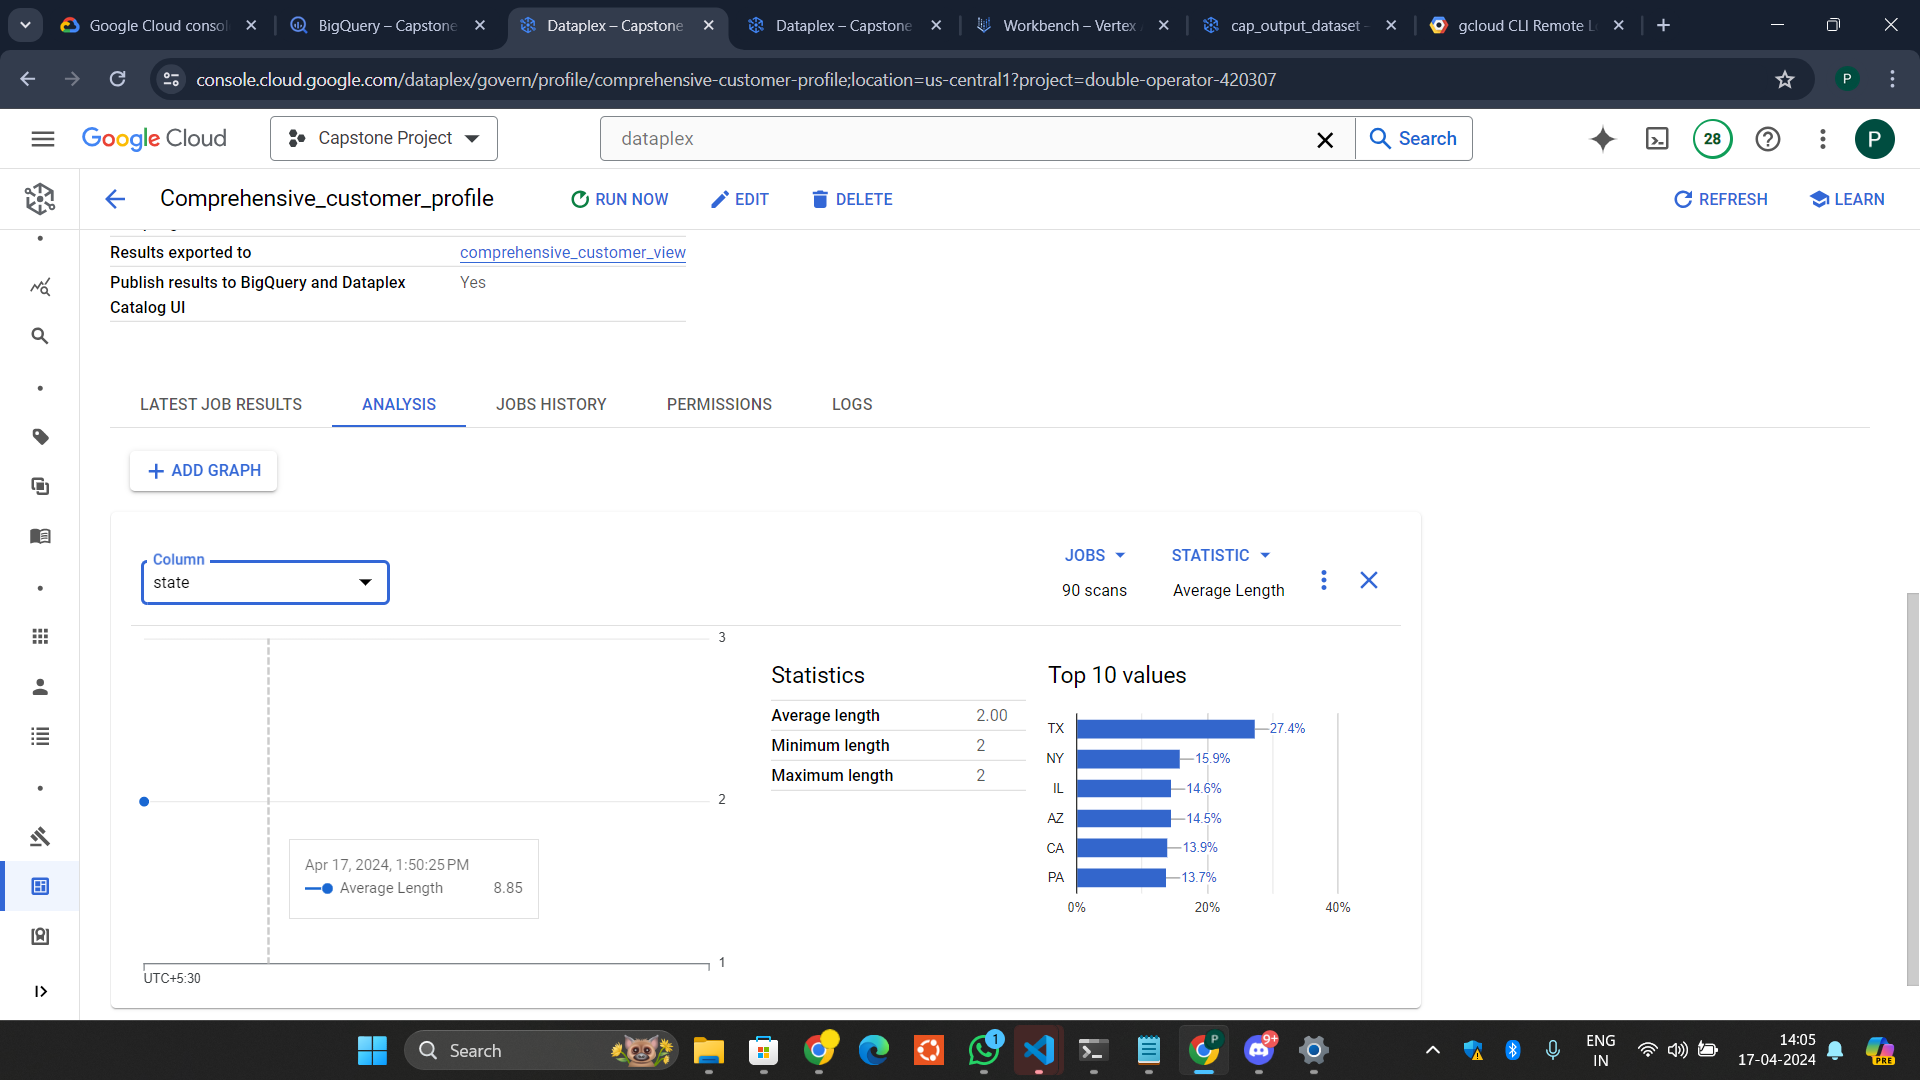 Google Cloud consol
BigQuery – Capstone
Dataplex – Capstone
Dataplex – Capstone
Workbench – Vertex
cap_output_dataset
gcloud CLI Remote L
console.cloud.google.com/dataplex/govern/profile/comprehensive-customer-profile;location=us-central1?project=double-operator-420307
P
Google Cloud
Capstone Project
dataplex
Search
28
P
Comprehensive_customer_profile
RUN NOW
EDIT
DELETE
REFRESH
LEARN
Results exported to
comprehensive_customer_view
Publish results to BigQuery and Dataplex
Yes
Catalog UI
LATEST JOB RESULTS
ANALYSIS
JOBS HISTORY
PERMISSIONS
LOGS
ADD GRAPH
Column
state
JOBS
90 scans
STATISTIC
Average Length
3
2
1
Apr 17, 2024, 1:50:25 PM
Average Length 8.85
UTC+5:30
Statistics
Average length 2.00
Minimum length 2
Maximum length 2
Top 10 values
TX 27.4%
NY 15.9%
IL 14.6%
AZ 14.5%
CA 13.9%
PA 13.7%
0% 20% 40%
Search
1
P
9+
ENG
IN
14:05
17-04-2024
PRE